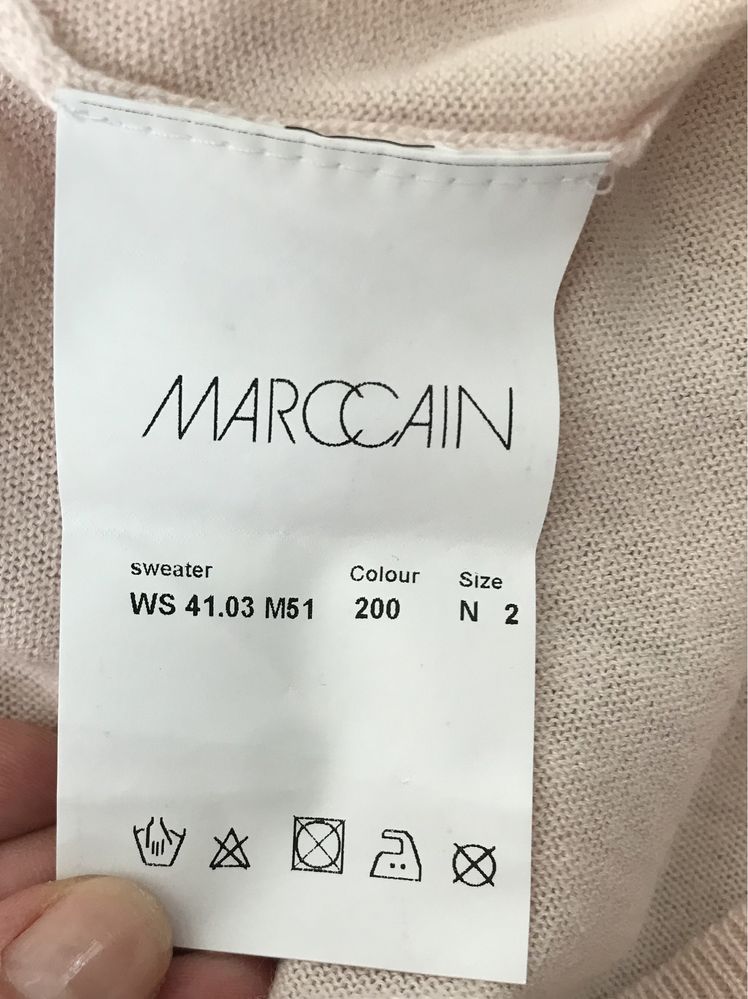 MARCCAIN
sweater Colour Size
WS 41.03 M51 200 N 2